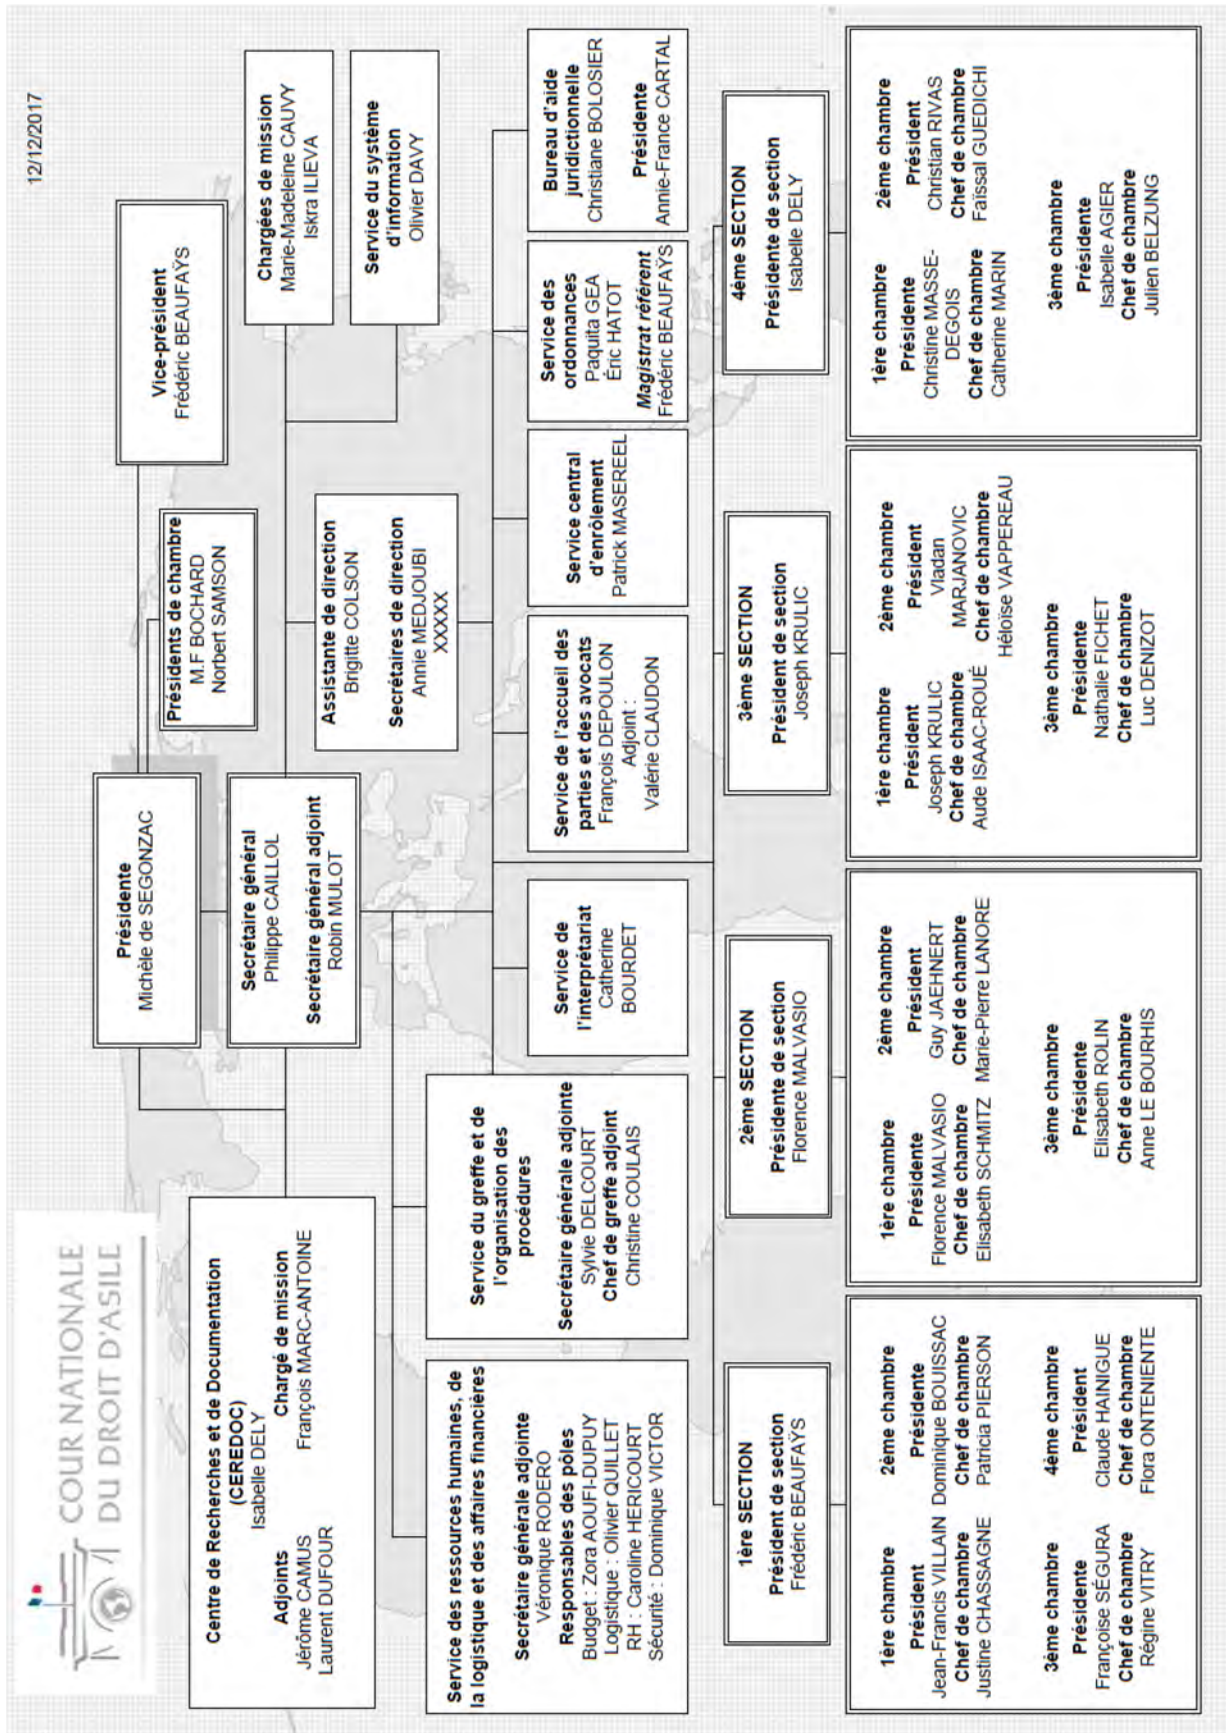 COUR NATIONALE
DU DROIT D'ASILE
12/12/2017
Présidente
Michèle de SEGONZAC
Vice-président
Frédéric BEAUFAŸS
Présidents de chambre
M.F BOCHARD
Norbert SAMSON
Secrétaire général
Philippe CAILLOL
Secrétaire général adjoint
Robin MULOT
Centre de Recherches et de Documentation
(CEREDOC)
Isabelle DELY
Adjoints
Jérôme CAMUS
Laurent DUFOUR
Chargé de mission
François MARC-ANTOINE
Assistante de direction
Brigitte COLSON
Secrétaires de direction
Annie MEDJOUBI
XXXXX
Chargées de mission
Marie-Madeleine CAUVY
Iskra ILIEVA
Service du système
d'information
Olivier DAVY
Service des ressources humaines, de
la logistique et des affaires financières
Secrétaire générale adjointe
Véronique RODERO
Responsables des pôles
Budget : Zora AOUFI-DUPUY
Logistique : Olivier QUILLET
RH : Caroline HERICOURT
Sécurité : Dominique VICTOR
Service du greffe et de
l'organisation des
procédures
Secrétaire générale adjointe
Sylvie DELCOURT
Chef de greffe adjoint
Christine COULAIS
Service de
l'interprétariat
Catherine
BOURDET
Service de l'accueil des
parties et des avocats
François DEPOULON
Adjoint :
Valérie CLAUDON
Service central
d'enrôlement
Patrick MASEREEL
Service des
ordonnances
Paquita GEA
Éric HATOT
Magistrat référent
Frédéric BEAUFAŸS
Bureau d'aide
juridictionnelle
Christiane BOLOSIER
Présidente
Annie-France CARTAL
1ère SECTION
Président de section
Frédéric BEAUFAŸS
2ème SECTION
Présidente de section
Florence MALVASIO
3ème SECTION
Président de section
Joseph KRULIC
4ème SECTION
Présidente de section
Isabelle DELY
1ère chambre
Président
Jean-Francis VILLAIN
Chef de chambre
Justine CHASSAGNE
2ème chambre
Présidente
Dominique BOUISSAC
Chef de chambre
Patricia PIERSON
3ème chambre
Présidente
Françoise SÉGURA
Chef de chambre
Régine VITRY
4ème chambre
Président
Claude HAINIGUE
Chef de chambre
Flora ONTENIENTE
1ère chambre
Présidente
Florence MALVASIO
Chef de chambre
Elisabeth SCHMITZ
2ème chambre
Président
Guy JAEHNERT
Chef de chambre
Marie-Pierre LANORE
3ème chambre
Présidente
Elisabeth ROLIN
Chef de chambre
Anne LE BOURHIS
1ère chambre
Président
Joseph KRULIC
Chef de chambre
Aude ISAAC-ROUÉ
2ème chambre
Président
Vladan
MARJANOVIC
Chef de chambre
Héloïse VAPPEREAU
3ème chambre
Présidente
Nathalie FICHET
Chef de chambre
Luc DENIZOT
1ère chambre
Présidente
Christine MASSE-
DEGOIS
Chef de chambre
Catherine MARIN
2ème chambre
Président
Christian RIVAS
Chef de chambre
Faïssal GUEDICHI
3ème chambre
Présidente
Isabelle AGIER
Chef de chambre
Julien BELZUNG